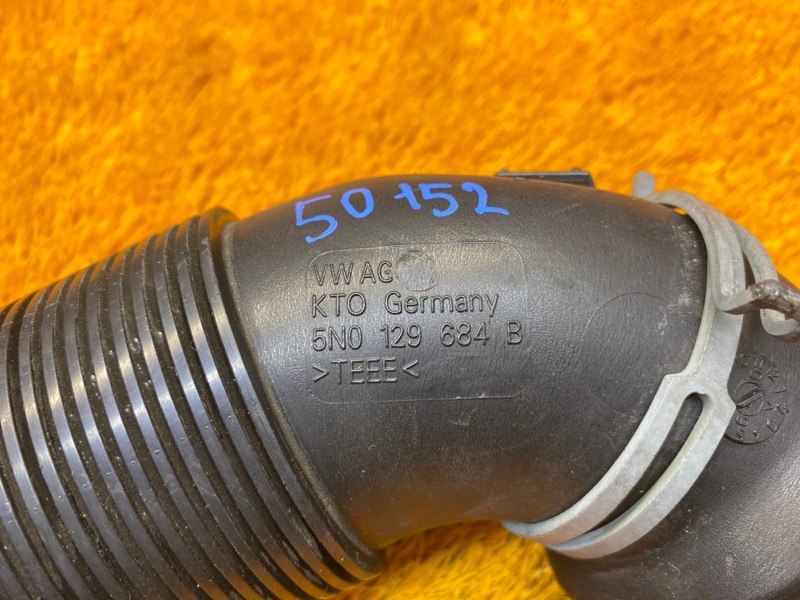 50152
VW AG
KTO Germany
5N0 129 684 B
>TEEE<